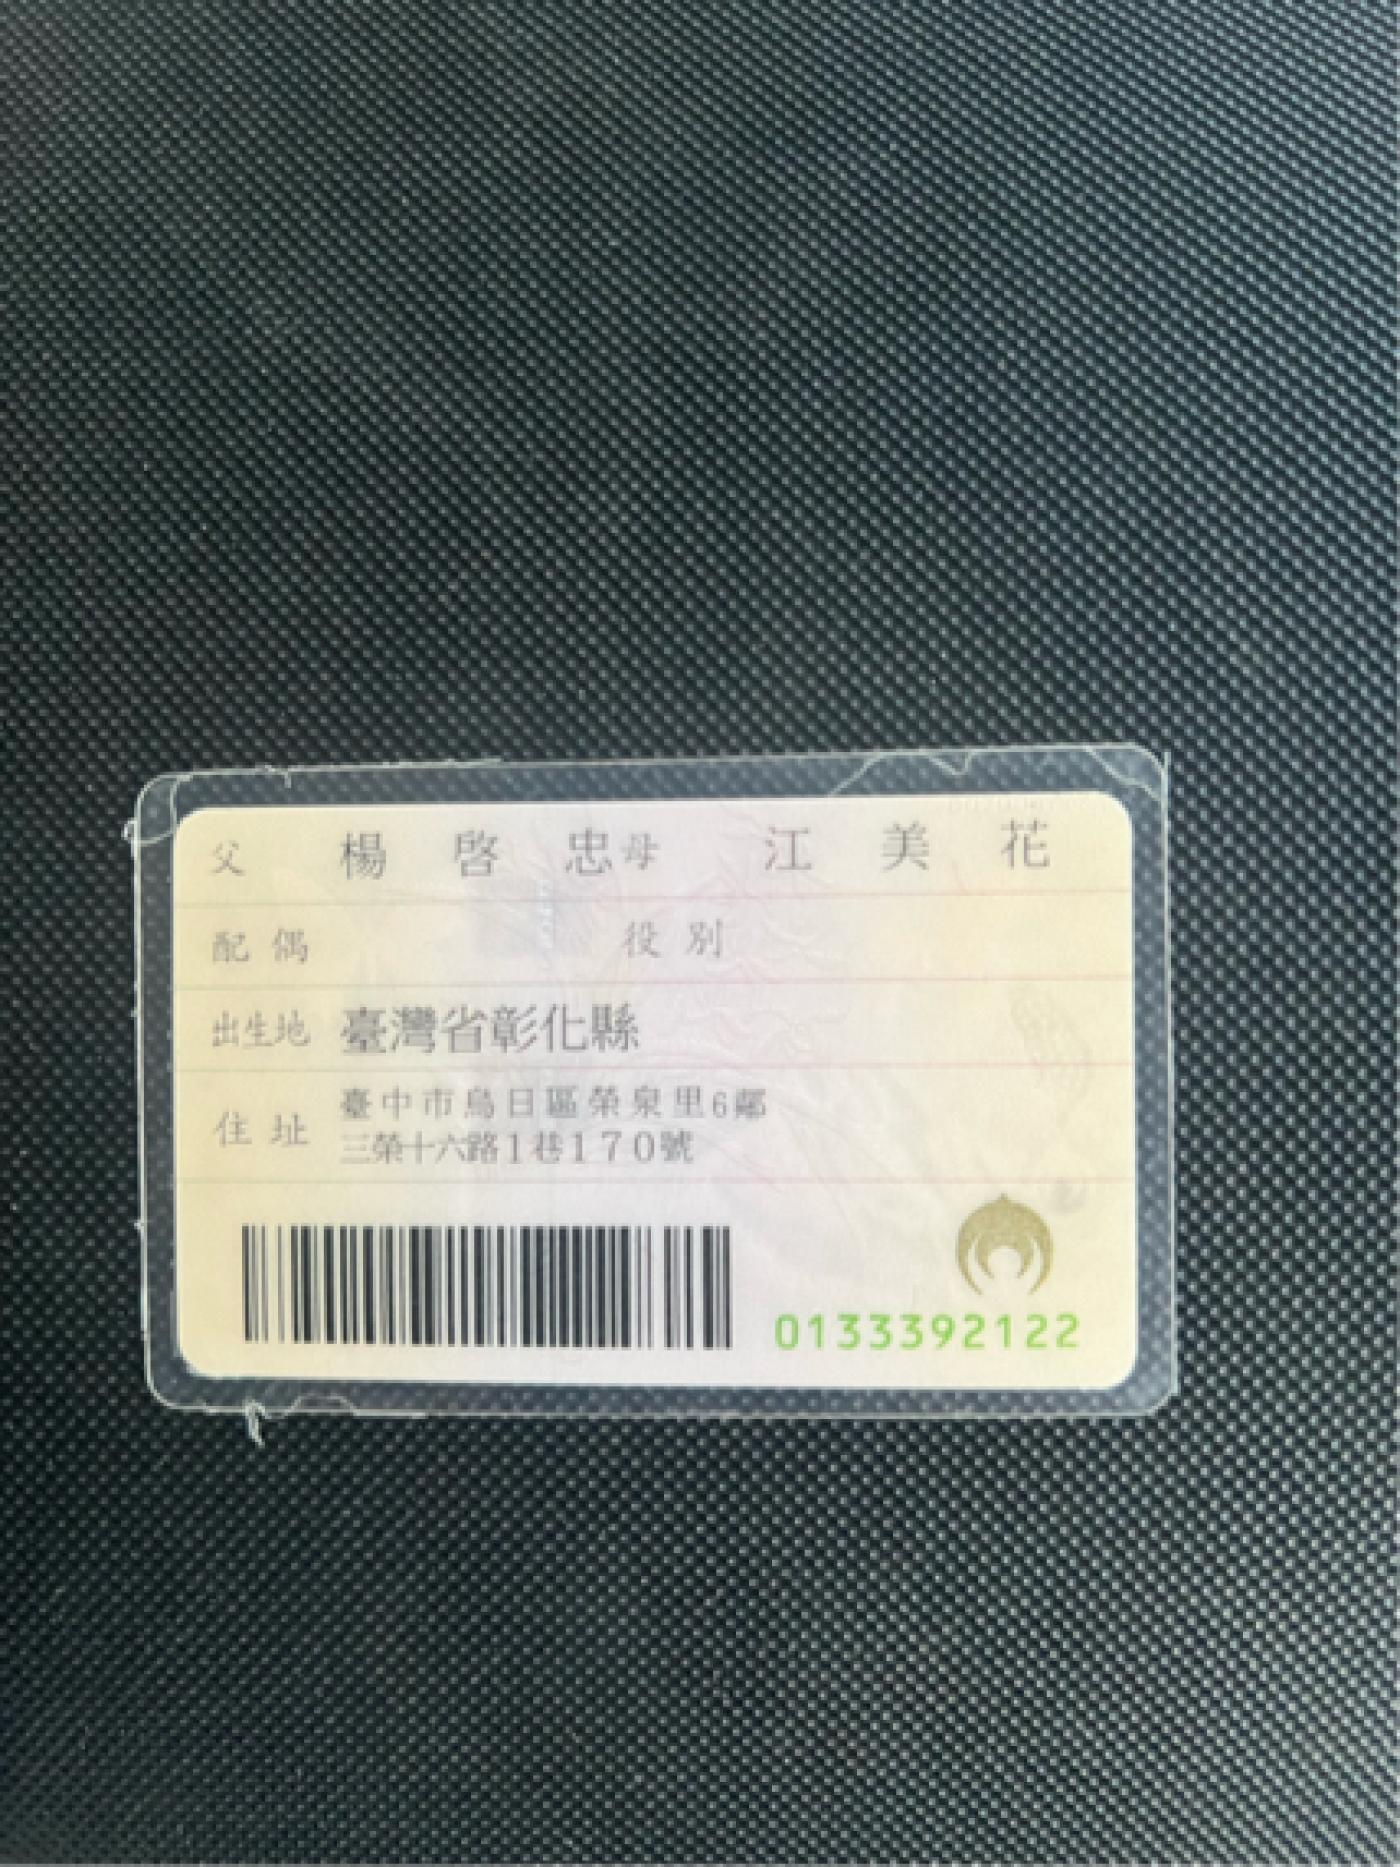 父 楊啓忠 母 江美花
配偶 役別
出生地 臺灣省彰化縣
住址 臺中市烏日區榮泉里6鄰
三榮十六路1巷170號
0133392122